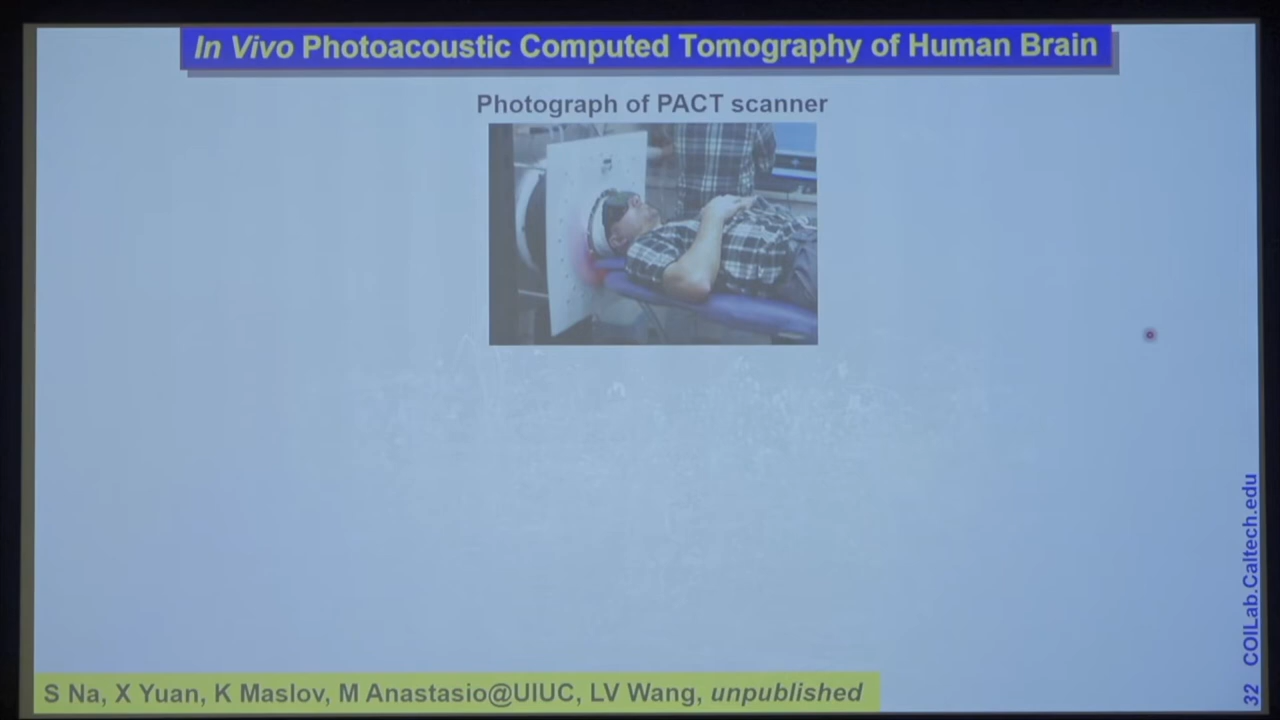 In Vivo Photoacoustic Computed Tomography of Human Brain
Photograph of PACT scanner
S Na, X Yuan, K Maslov, M Anastasio@UIUC, LV Wang, unpublished
32 COILab.Caltech.edu